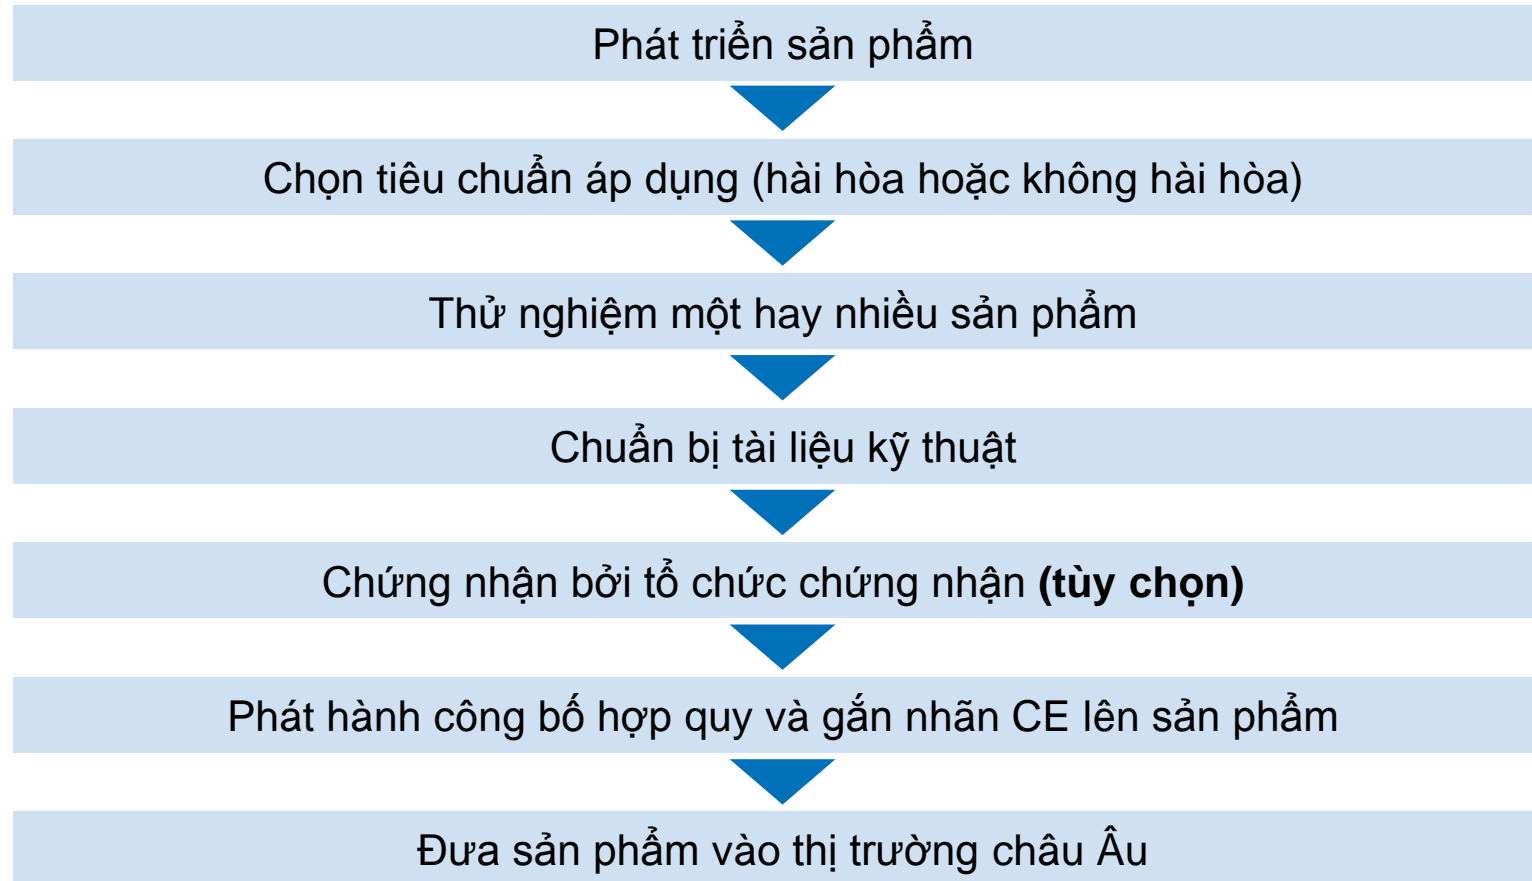 Phát triển sản phẩm
Chọn tiêu chuẩn áp dụng (hài hòa hoặc không hài hòa)
Thử nghiệm một hay nhiều sản phẩm
Chuẩn bị tài liệu kỹ thuật
Chứng nhận bởi tổ chức chứng nhận (tùy chọn)
Phát hành công bố hợp quy và gắn nhãn CE lên sản phẩm
Đưa sản phẩm vào thị trường châu Âu